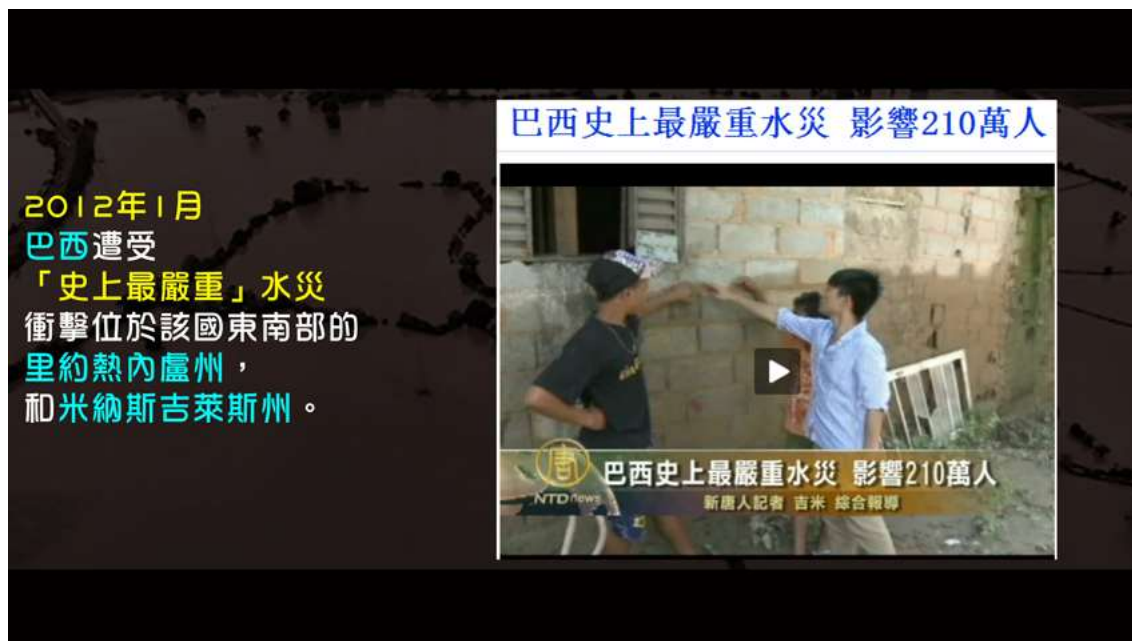 2012年1月
巴西遭受
「史上最嚴重」水災
衝擊位於該國東南部的
里約熱內盧州，
和米納斯吉萊斯州。
巴西史上最嚴重水災 影響210萬人
唐
NTDnews
巴西史上最嚴重水災 影響210萬人
新唐人記者 吉米 綜合報導